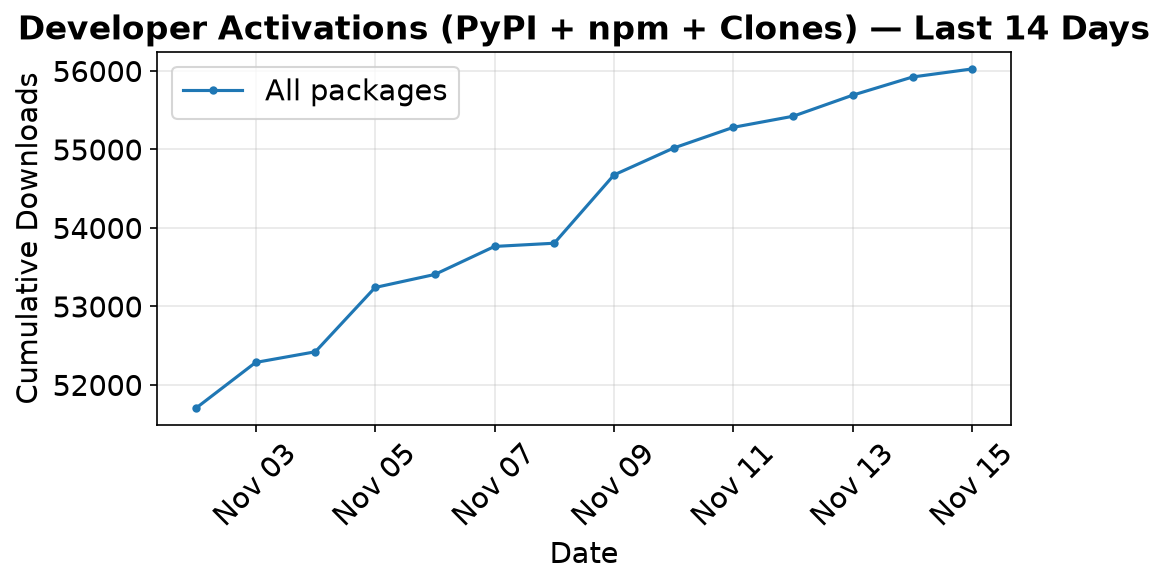 Developer Activations (PyPI + npm + Clones) — Last 14 Days
All packages
Cumulative Downloads
56000
55000
54000
53000
52000
Nov 03
Nov 05
Nov 07
Nov 09
Nov 11
Nov 13
Nov 15
Date